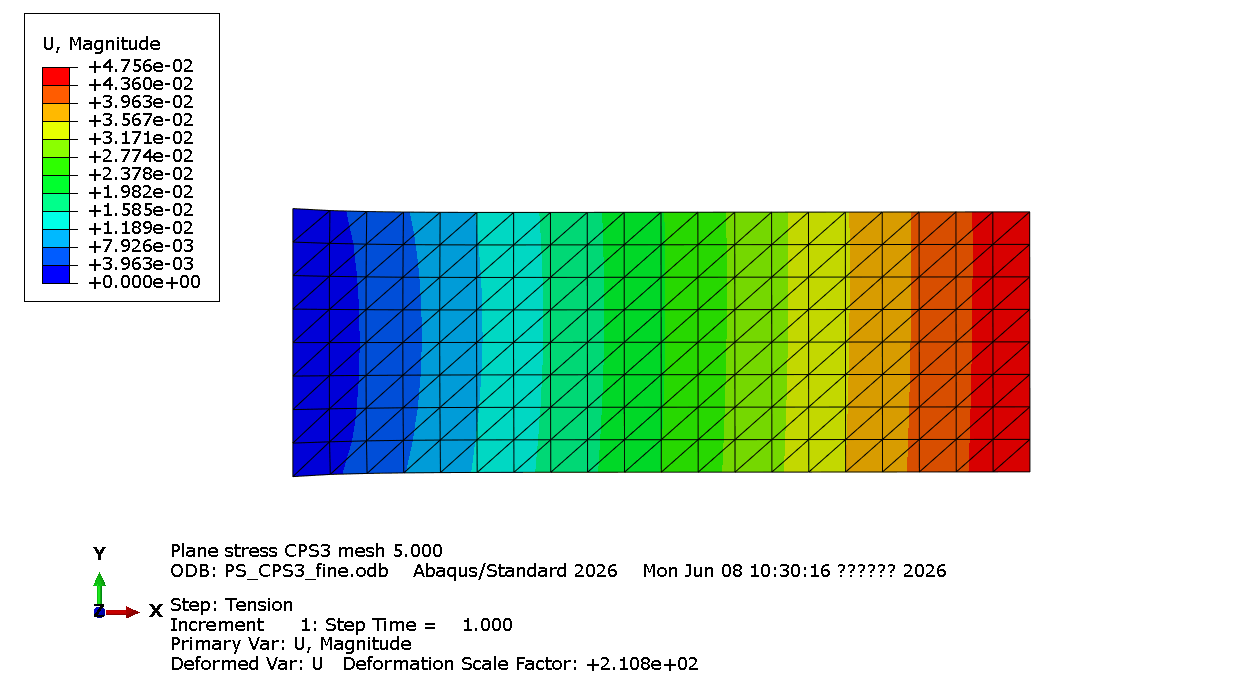 U, Magnitude
+4.756e-02
+4.360e-02
+3.963e-02
+3.567e-02
+3.171e-02
+2.774e-02
+2.378e-02
+1.982e-02
+1.585e-02
+1.189e-02
+7.926e-03
+3.963e-03
+0.000e+00
Y
Z
X
Plane stress CPS3 mesh 5.000
ODB: PS_CPS3_fine.odb Abaqus/Standard 2026 Mon Jun 08 10:30:16 ?????? 2026
Step: Tension
Increment 1: Step Time = 1.000
Primary Var: U, Magnitude
Deformed Var: U Deformation Scale Factor: +2.108e+02